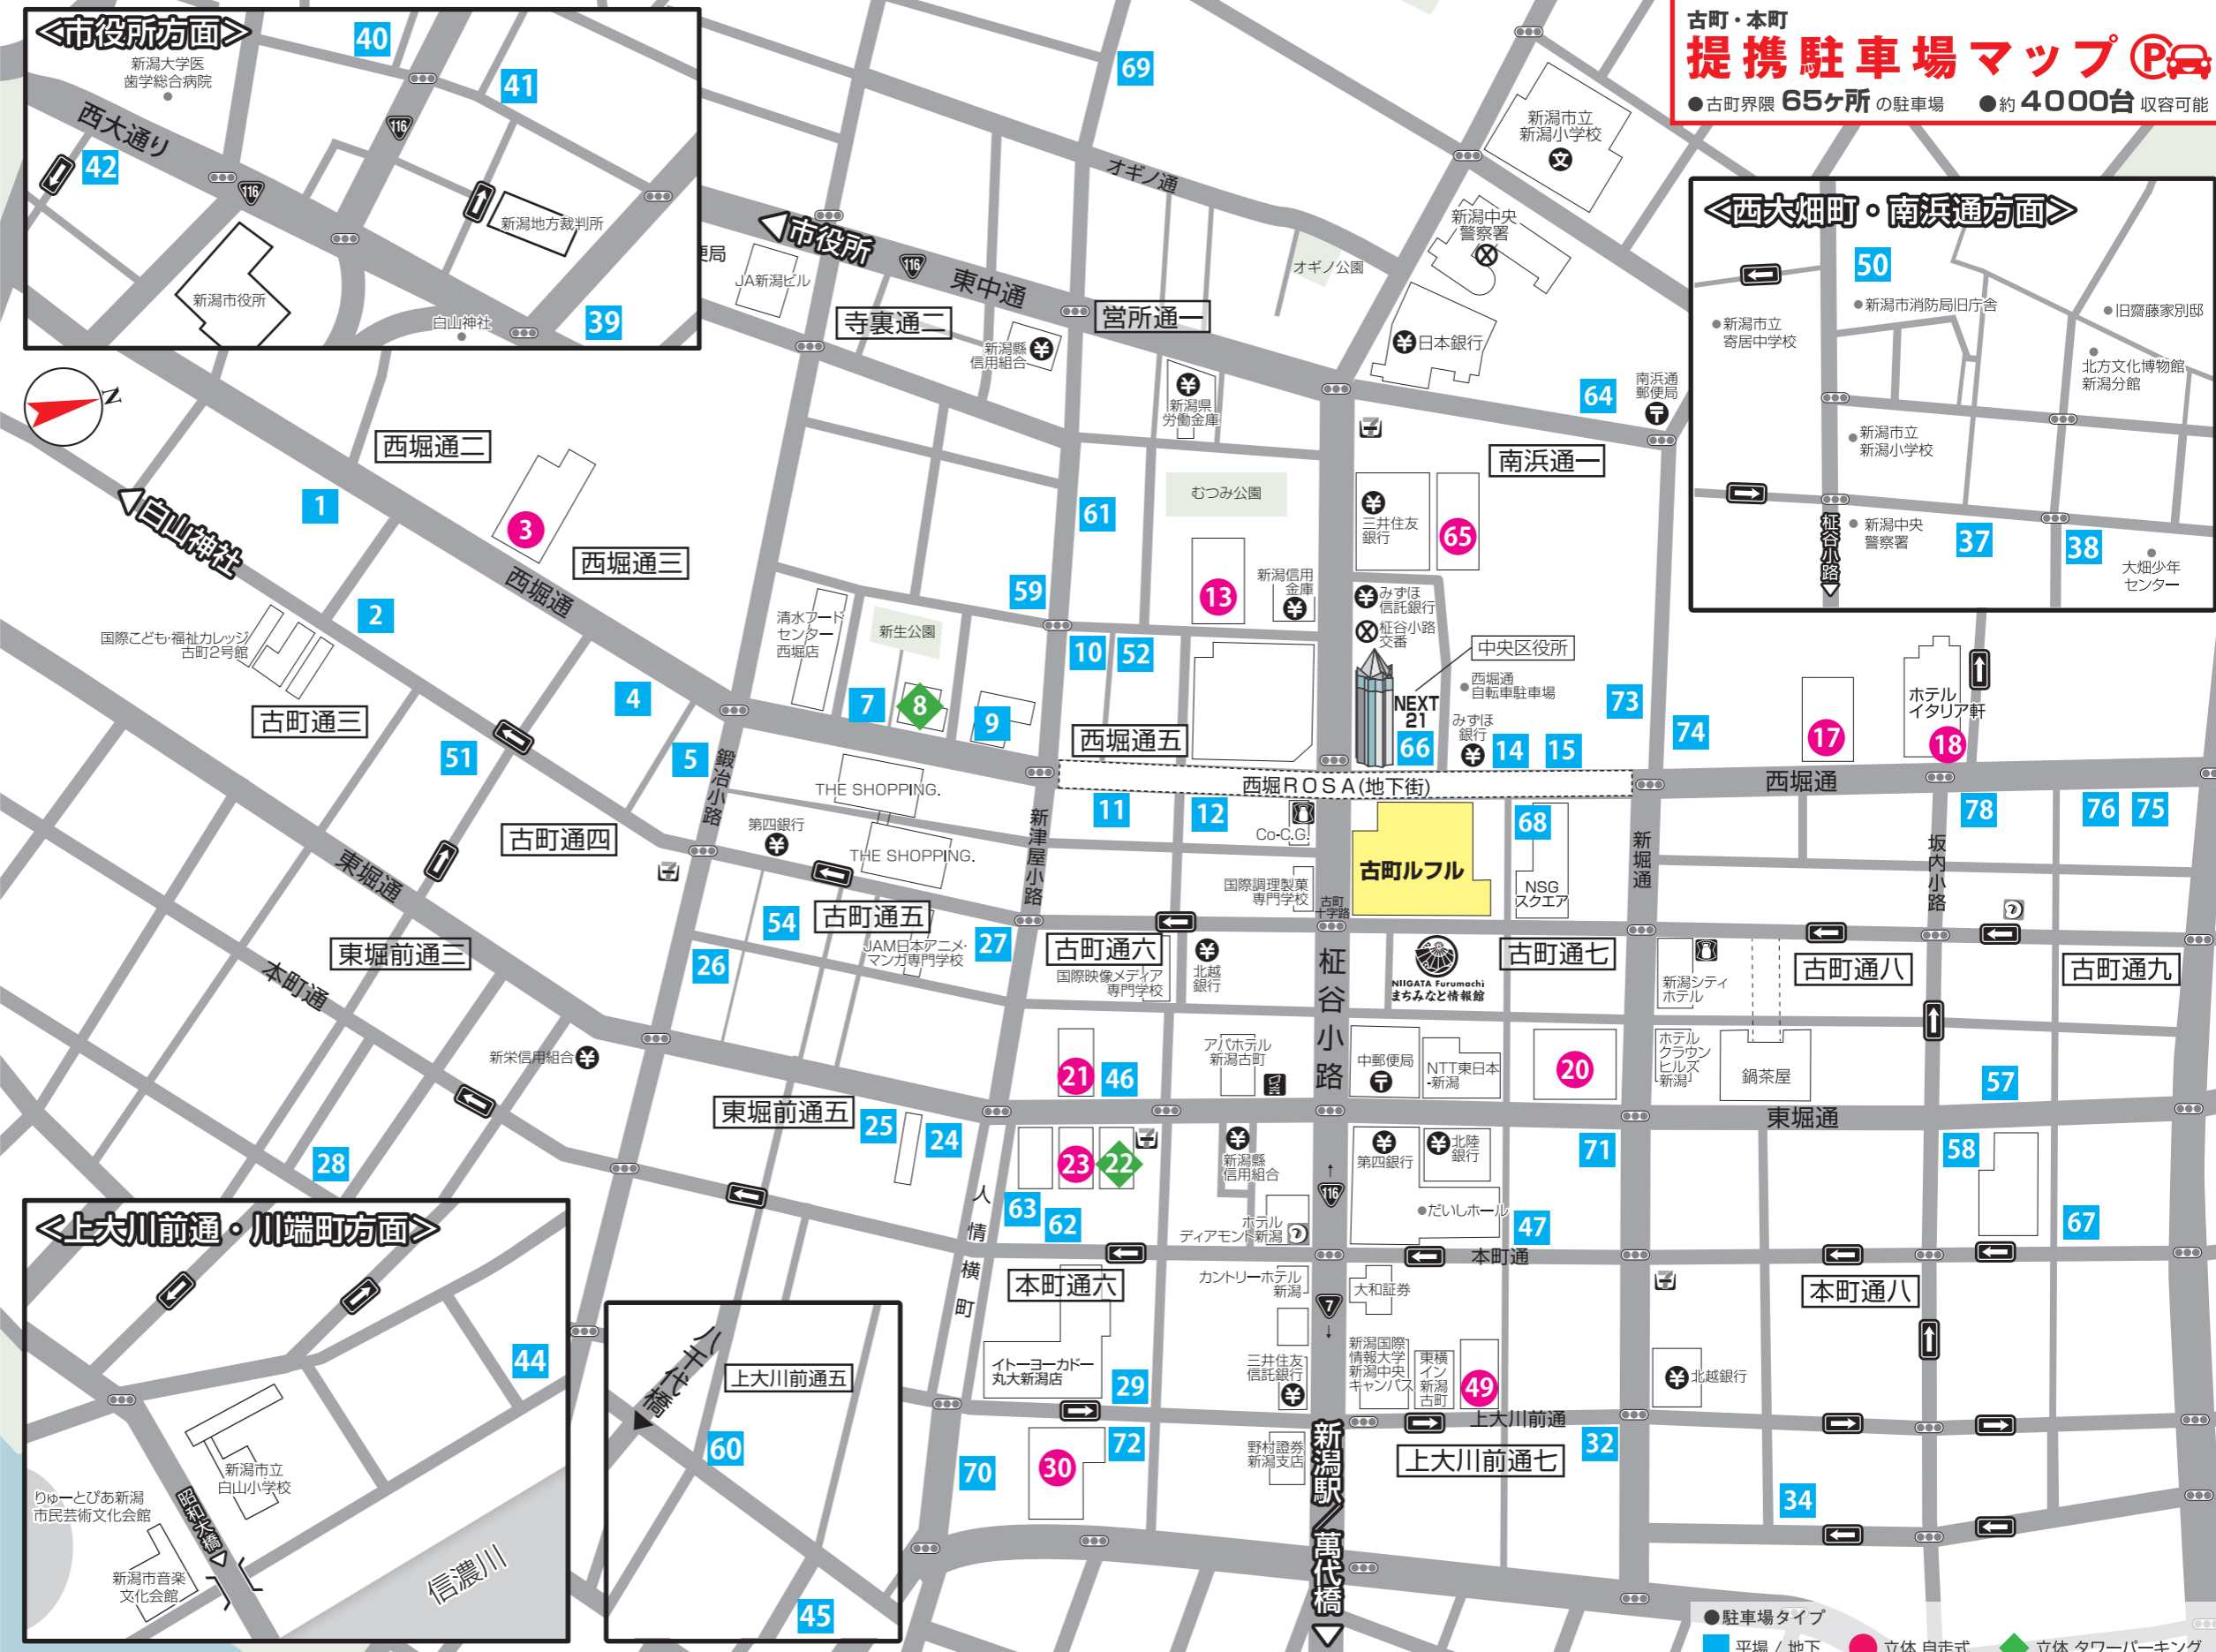 古町・本町
提携駐車場マップ P
●古町界隈 65ヶ所 の駐車場 ●約 4000台 収容可能
<市役所方面>
新潟大学医
歯学総合病院
西大通り
40
41
42
116
116
新潟地方裁判所
新潟市役所
白山神社
39
69
オギノ通
新潟市立
新潟小学校
文
新潟中央
警察署
オギノ公園
市役所
116
東中通
便局
JA新潟ビル
寺裏通二
営所通一
新潟縣
信用組合
日本銀行
新潟県
労働金庫
64
南浜通
郵便局
南浜通一
<西大畑町・南浜通方面>
50
新潟市消防局旧庁舎
旧齋藤家別邸
新潟市立
寄居中学校
北方文化博物館
新潟分館
新潟市立
新潟小学校
柾谷小路
新潟中央
警察署
37
38
大畑少年
センター
N
西堀通二
1
3
白山神社
西堀通三
西堀通
2
国際こども・福祉カレッジ
古町2号館
古町通三
4
51
5
61
むつみ公園
三井住友
銀行
65
13
新潟信用
金庫
59
みずほ
信託銀行
柾谷小路
交番
中央区役所
清水フード
センター
西堀店
新生公園
10
52
西堀通
自転車駐車場
NEXT
21
みずほ
銀行
7
8
9
西堀通五
66
14
15
73
74
17
ホテル
イタリア軒
18
鍛冶小路
THE SHOPPING.
西堀ROSA(地下街)
西堀通
第四銀行
THE SHOPPING.
新津屋小路
11
12
Co-C.G.
68
新堀通
78
76
75
坂内小路
古町ルフル
NSG
スクエア
古町通四
国際調理製菓
専門学校
古町
十字路
東堀通
54
古町通五
JAM日本アニメ・
マンガ専門学校
27
26
古町通六
国際映像メディア
専門学校
北越
銀行
柾谷小路
NIIGATA Furumachi
まちみなと情報館
古町通七
新潟シティ
ホテル
古町通八
古町通九
東堀前通三
本町通
新栄信用組合
21
46
アパホテル
新潟古町
中郵便局
NTT東日本
-新潟
20
ホテル
クラウン
ヒルズ
新潟
鍋茶屋
57
東堀前通五
25
24
東堀通
28
23
22
新潟縣
信用組合
第四銀行
北陸
銀行
71
58
116
63
62
人情横町
ホテル
ディアモント新潟
だいしホール
47
67
本町通
本町通六
カントリーホテル
新潟
大和証券
7
本町通八
イトーヨーカドー
丸大新潟店
29
三井住友
信託銀行
新潟国際
情報大学
新潟中央
キャンパス
東横
イン
新潟
古町
49
北越銀行
上大川前通
70
30
72
野村證券
新潟支店
新潟駅/萬代橋
上大川前通七
32
34
<上大川前通・川端町方面>
44
新潟市立
白山小学校
りゅーとぴあ新潟
市民芸術文化会館
昭和大橋
新潟市音楽
文化会館
信濃川
八千代橋
上大川前通五
60
45
●駐車場タイプ
平場 / 地下 立体 自走式 立体 タワーパーキング